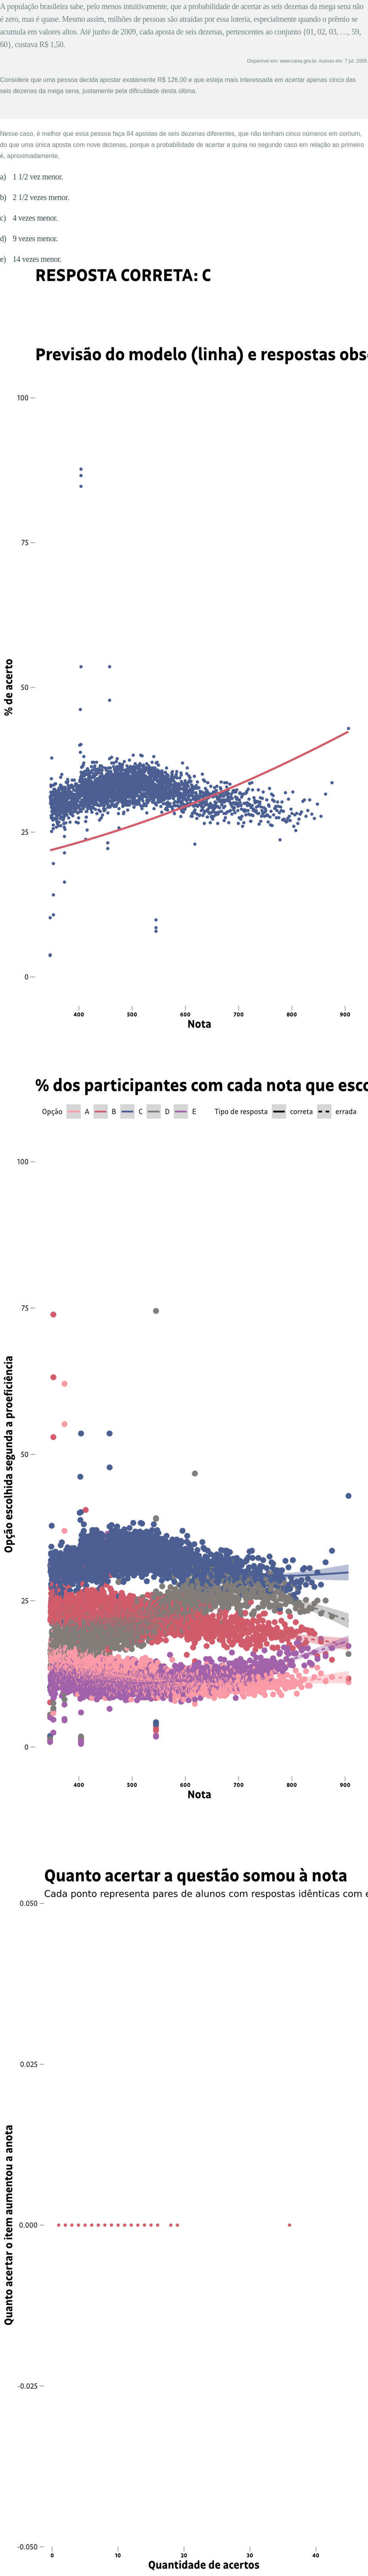 A população brasileira sabe, pelo menos intuitivamente, que a probabilidade de acertar as seis dezenas da mega sena não
é zero, mas é quase. Mesmo assim, milhões de pessoas são atraídas por essa loteria, especialmente quando o prêmio se
acumula em valores altos. Até junho de 2009, cada aposta de seis dezenas, pertencentes ao conjunto {01, 02, 03, …, 59,
60}, custava R$ 1,50.
Disponível em: www.caixa.gov.br. Acesso em: 7 jul. 2009.
Considere que uma pessoa decida apostar exatamente R$ 126,00 e que esteja mais interessada em acertar apenas cinco das
seis dezenas da mega sena, justamente pela dificuldade desta última.
Nesse caso, é melhor que essa pessoa faça 84 apostas de seis dezenas diferentes, que não tenham cinco números em comum,
do que uma única aposta com nove dezenas, porque a probabilidade de acertar a quina no segundo caso em relação ao primeiro
é, aproximadamente,
a) 1 1/2 vez menor.
b) 2 1/2 vezes menor.
c) 4 vezes menor.
d) 9 vezes menor.
e) 14 vezes menor.
RESPOSTA CORRETA: C
Previsão do modelo (linha) e respostas obs
100
75
50
25
0
% de acerto
400 500 600 700 800 900
Nota
% dos participantes com cada nota que esco
Opção A B C D E Tipo de resposta correta errada
100
75
50
25
0
Opção escolhida segunda a proeficiência
400 500 600 700 800 900
Nota
Quanto acertar a questão somou à nota
Cada ponto representa pares de alunos com respostas idênticas com e
0.050
0.025
0.000
-0.025
-0.050
Quanto acertar o item aumentou a anota
0 10 20 30 40
Quantidade de acertos